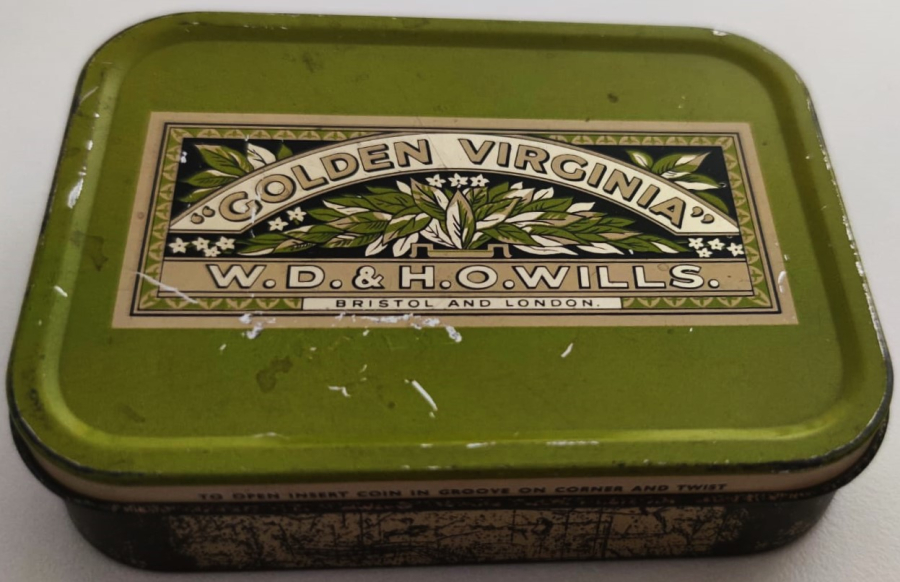 "GOLDEN VIRGINIA"
W.D. & H.O. WILLS.
BRISTOL AND LONDON.
TO OPEN INSERT COIN IN GROOVE ON CORNER AND TWIST